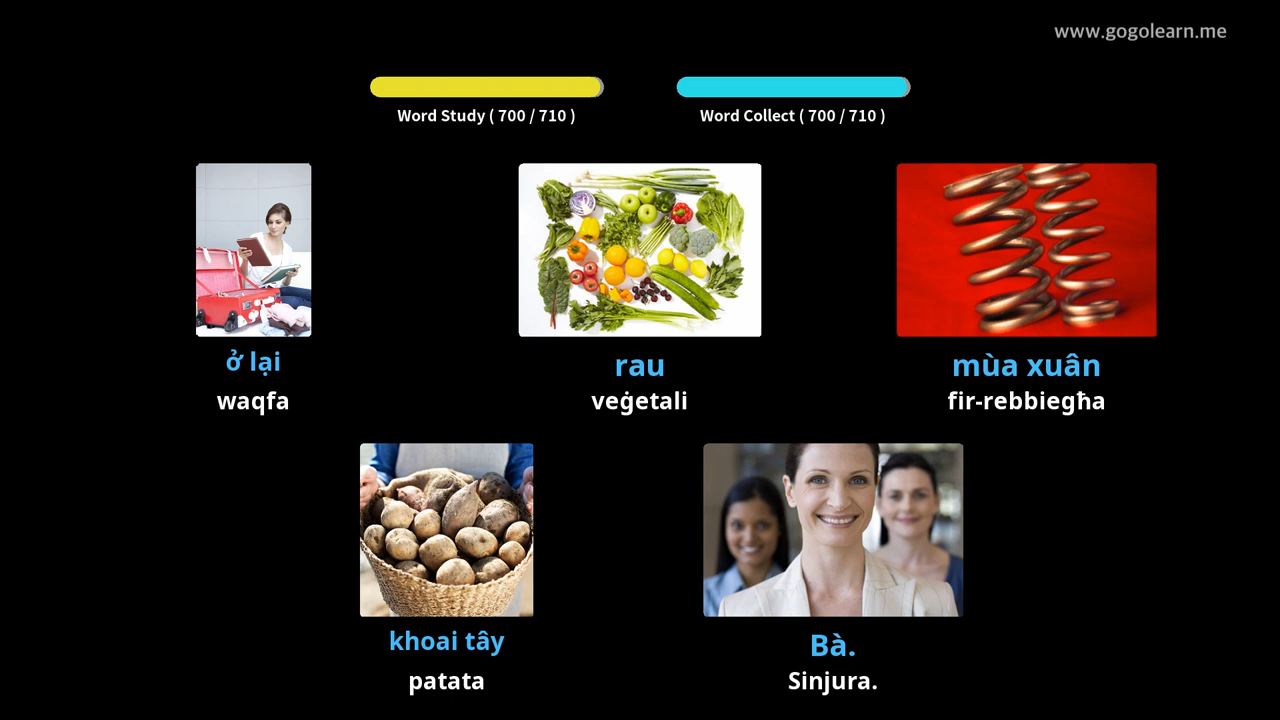 www.gogolearn.me
Word Study ( 700 / 710 )
Word Collect ( 700 / 710 )
ở lại
waqfa
rau
veġetali
mùa xuân
fir-rebbiegħa
khoai tây
patata
Bà.
Sinjura.